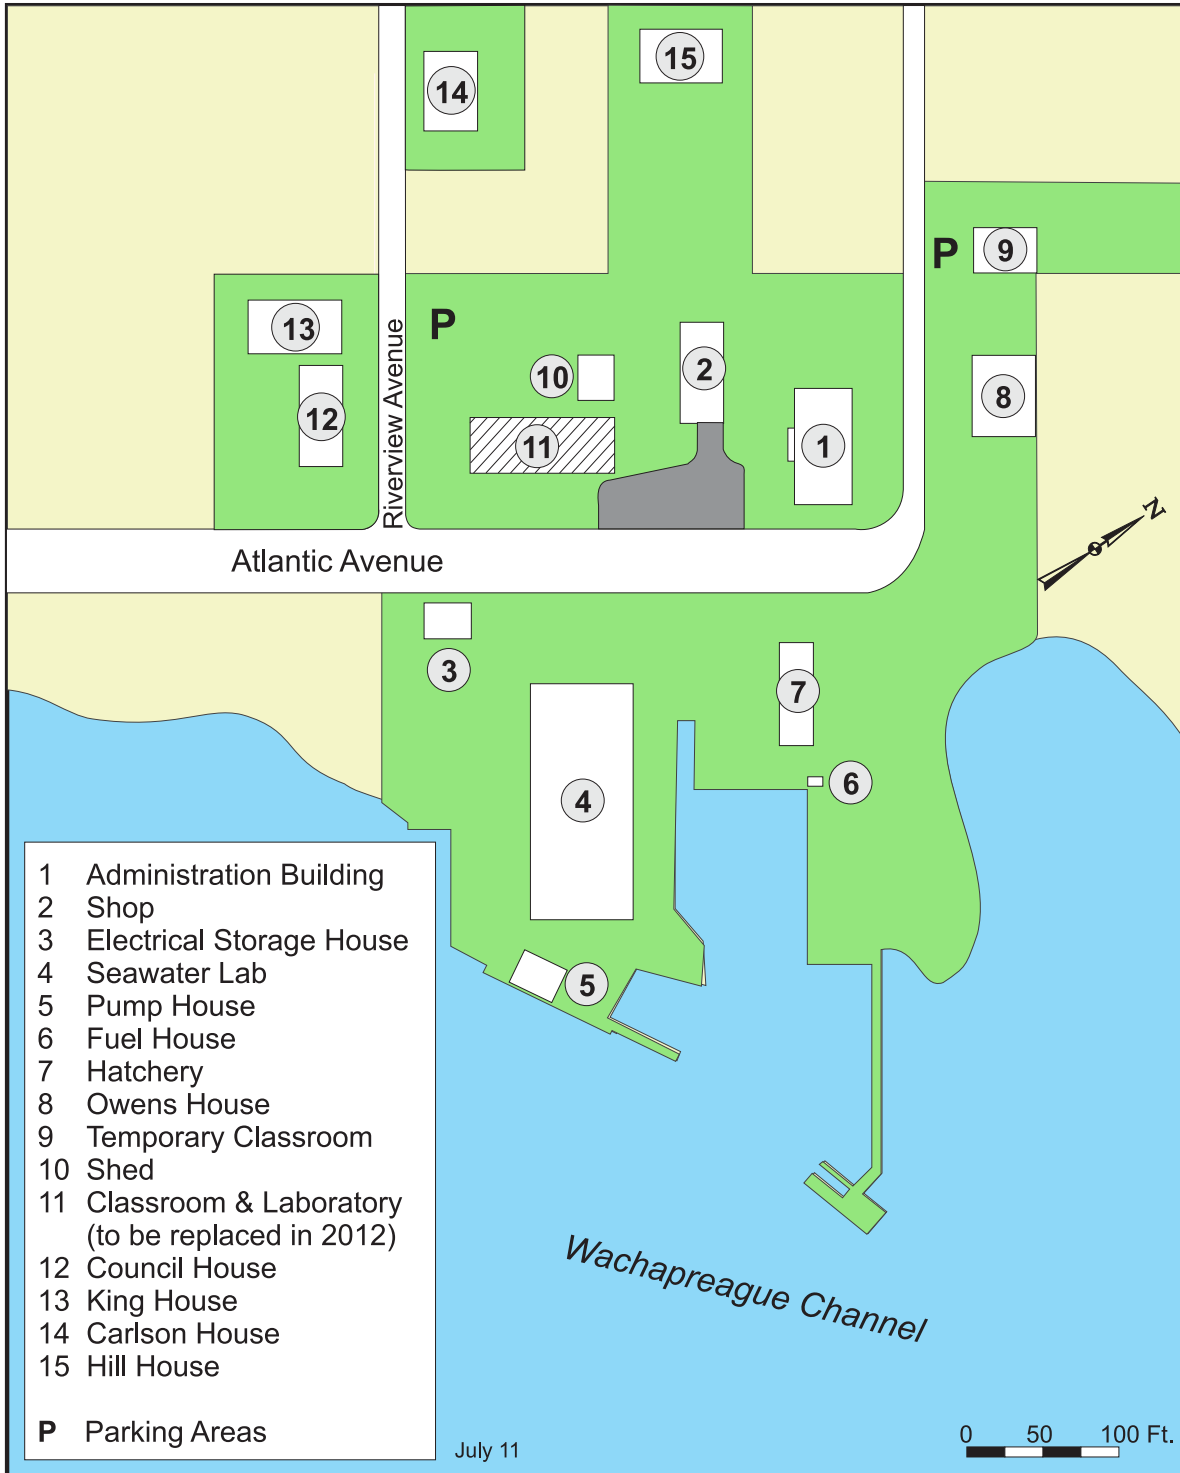 15
14
P
9
13
Riverview Avenue
P
10
2
8
12
11
1
N
Atlantic Avenue
3
7
6
4
5
1 Administration Building
2 Shop
3 Electrical Storage House
4 Seawater Lab
5 Pump House
6 Fuel House
7 Hatchery
8 Owens House
9 Temporary Classroom
10 Shed
11 Classroom & Laboratory
(to be replaced in 2012)
12 Council House
13 King House
14 Carlson House
15 Hill House
P Parking Areas
Wachapreague Channel
July 11
0 50 100 Ft.